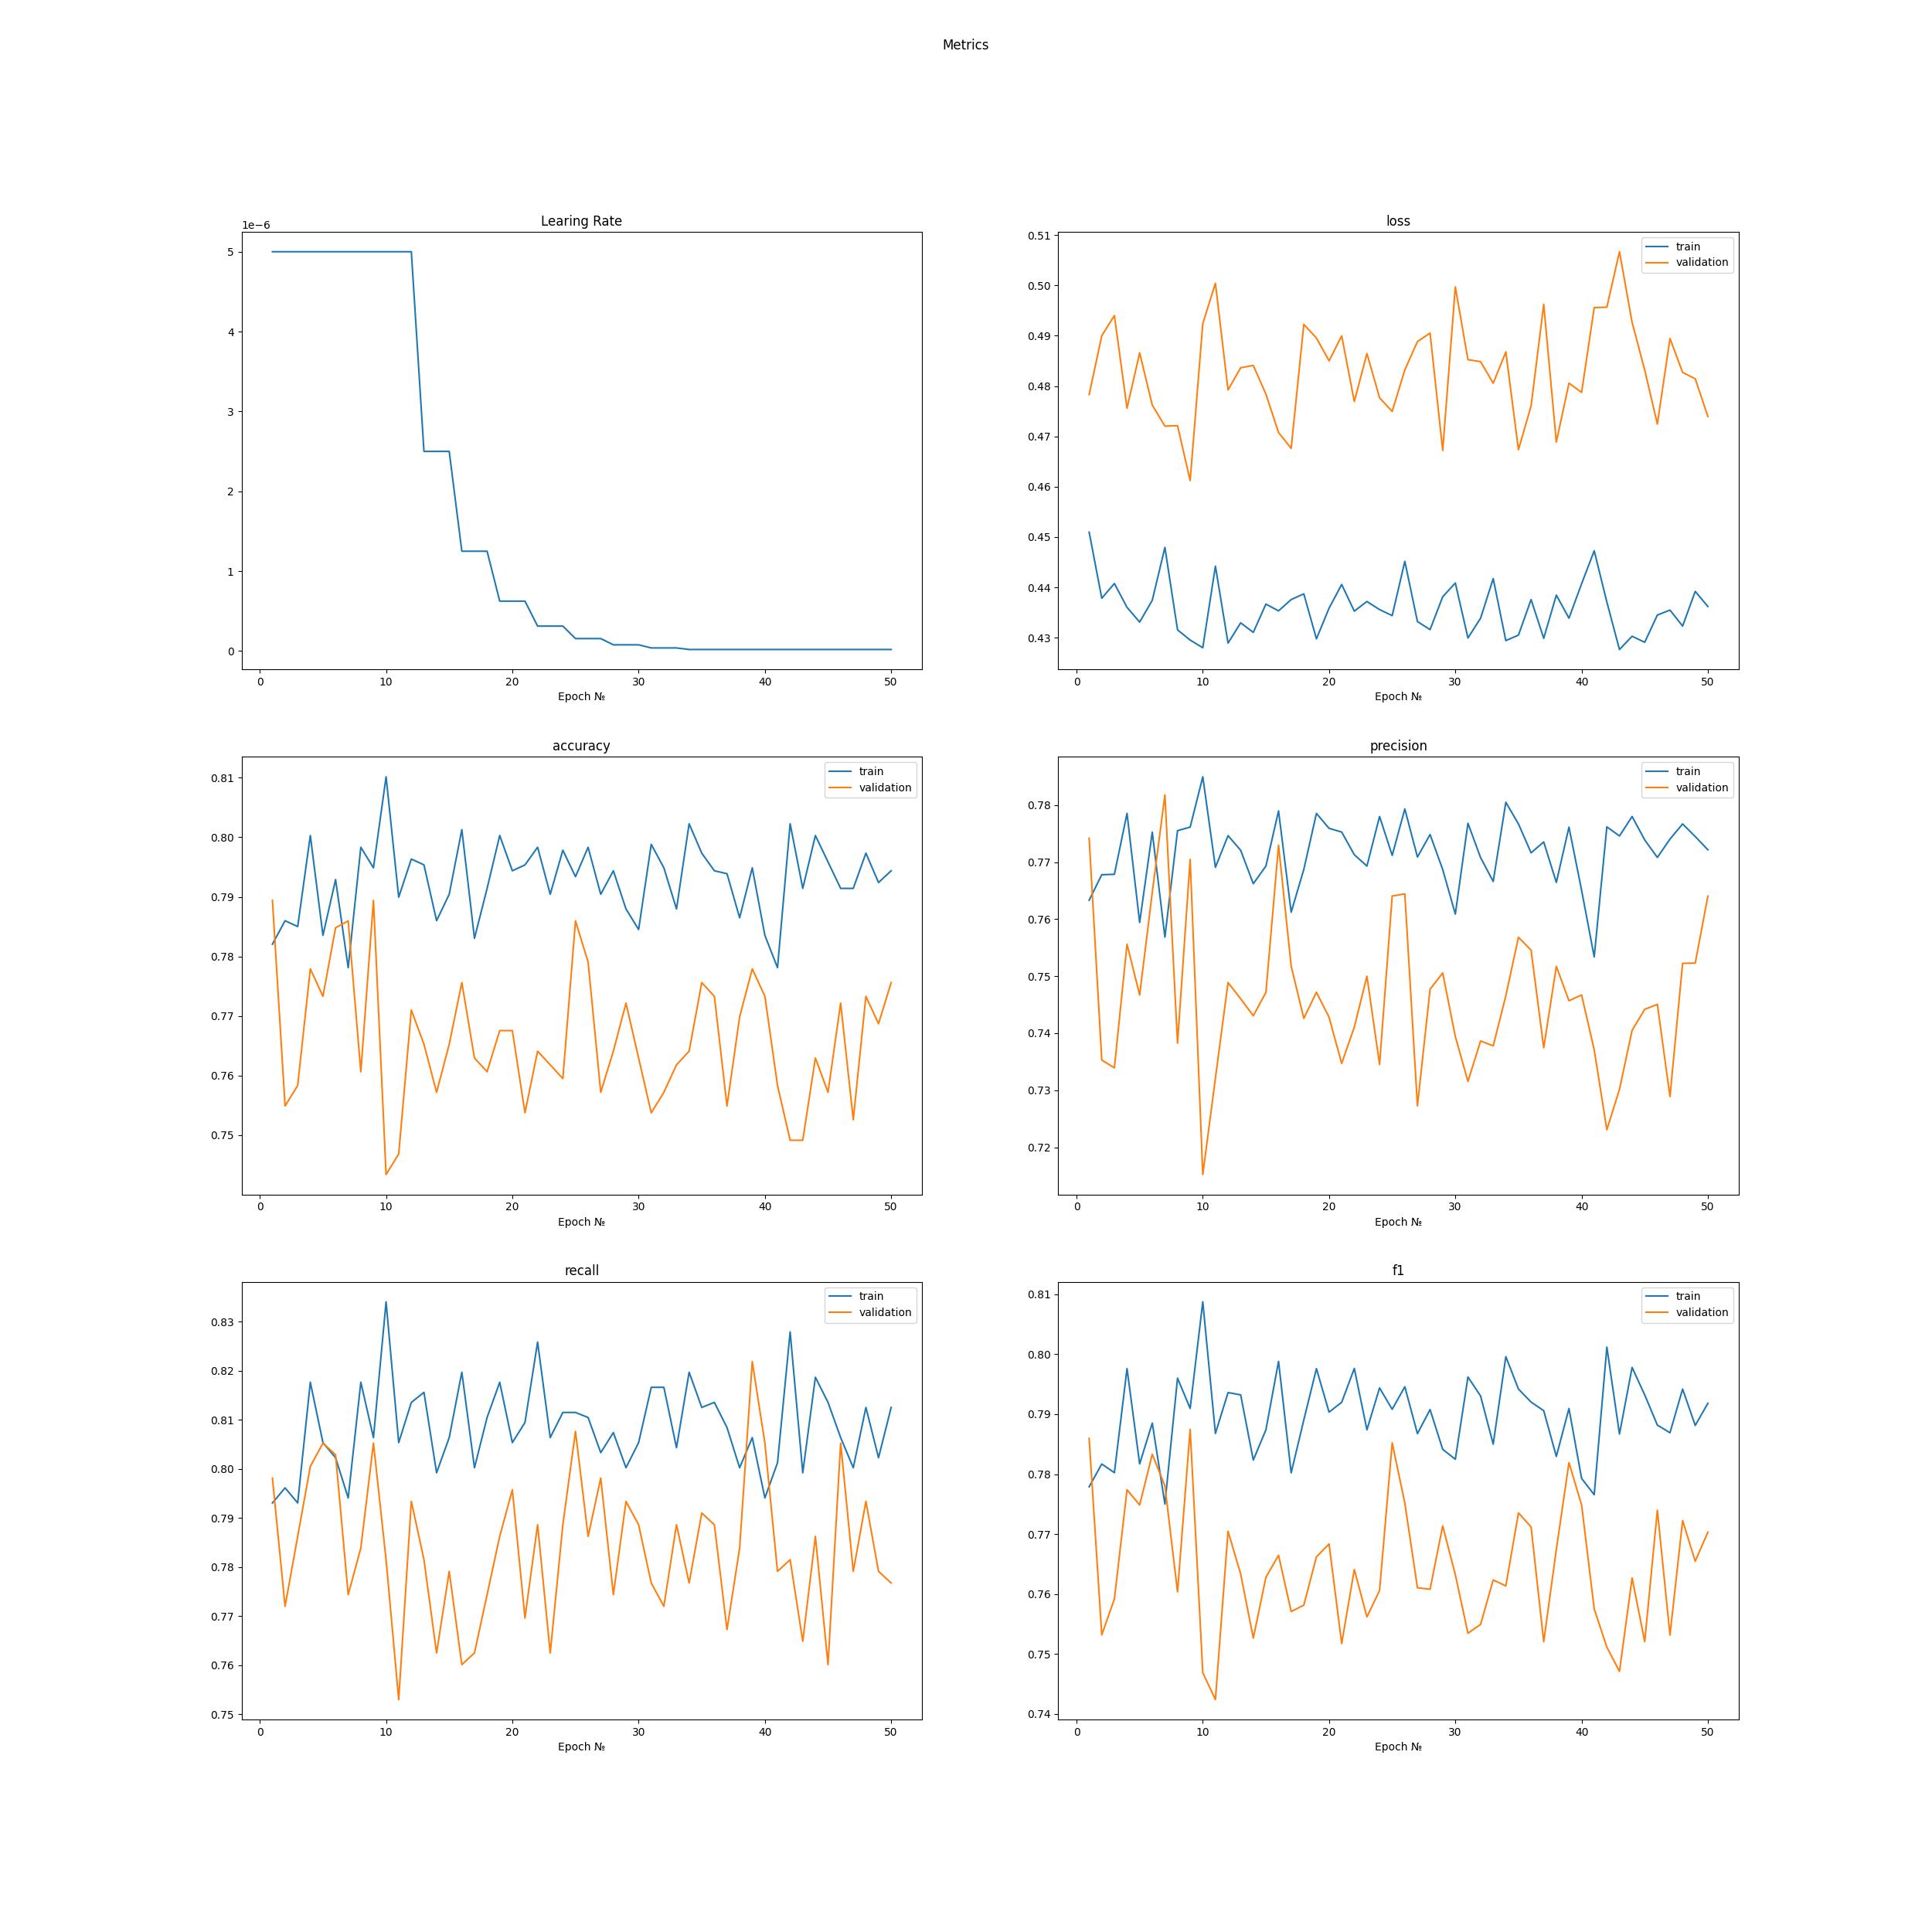 Metrics
Learing Rate
1e−6
5
4
3
2
1
0
0 10 20 30 40 50
Epoch №
loss
train
validation
0.51
0.50
0.49
0.48
0.47
0.46
0.45
0.44
0.43
0 10 20 30 40 50
Epoch №
accuracy
train
validation
0.81
0.80
0.79
0.78
0.77
0.76
0.75
0 10 20 30 40 50
Epoch №
precision
train
validation
0.78
0.77
0.76
0.75
0.74
0.73
0.72
0 10 20 30 40 50
Epoch №
recall
train
validation
0.83
0.82
0.81
0.80
0.79
0.78
0.77
0.76
0.75
0 10 20 30 40 50
Epoch №
f1
train
validation
0.81
0.80
0.79
0.78
0.77
0.76
0.75
0.74
0 10 20 30 40 50
Epoch №